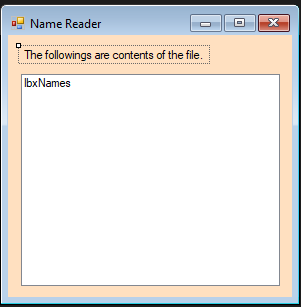 Name Reader
The followings are contents of the file.
lbxNames